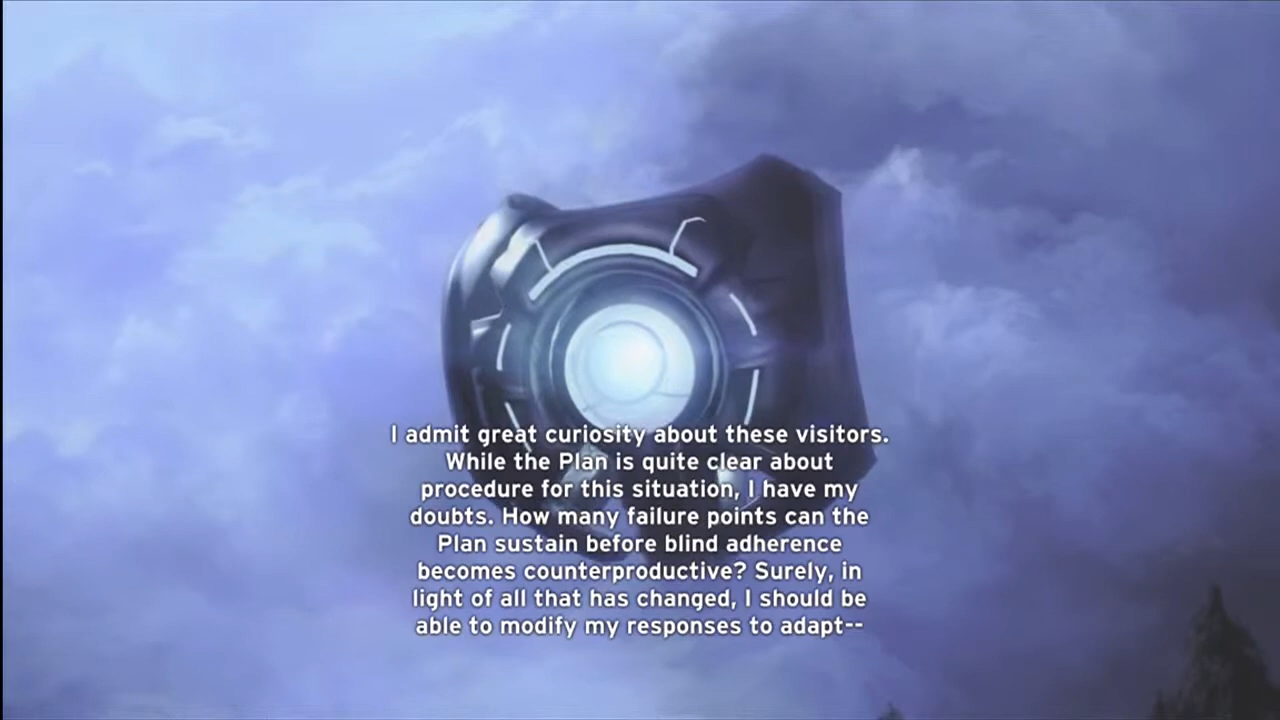 I admit great curiosity about these visitors.
While the Plan is quite clear about
procedure for this situation, I have my
doubts. How many failure points can the
Plan sustain before blind adherence
becomes counterproductive? Surely, in
light of all that has changed, I should be
able to modify my responses to adapt--